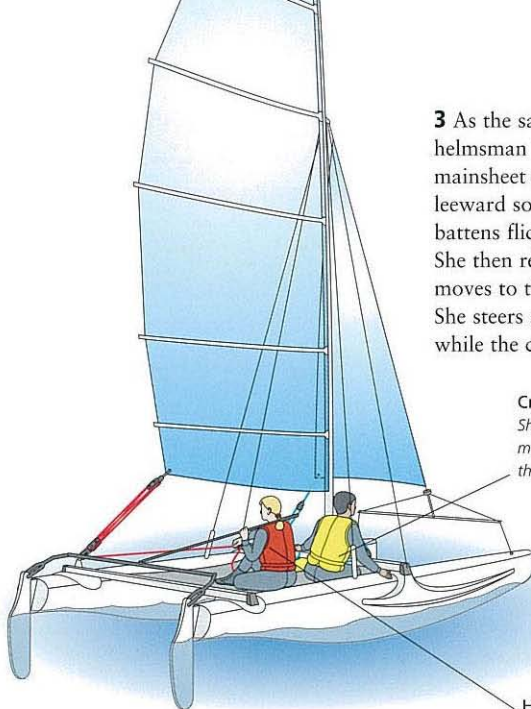 3 As the sa
helmsman
mainsheet
leeward so
battens flic
She then re
moves to t
She steers
while the c
Cr
Sh
m
th
H